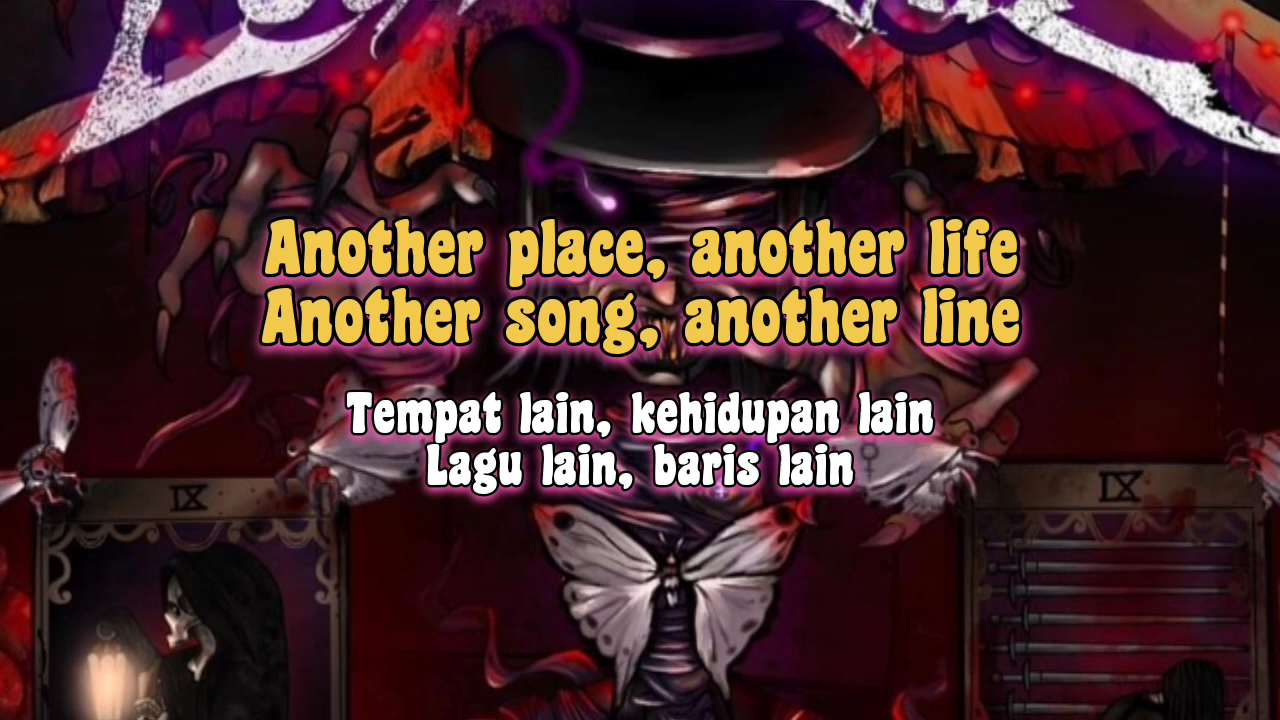 Another place, another life
Another song, another line
Tempat lain, kehidupan lain
Lagu lain, baris lain
IX
IX